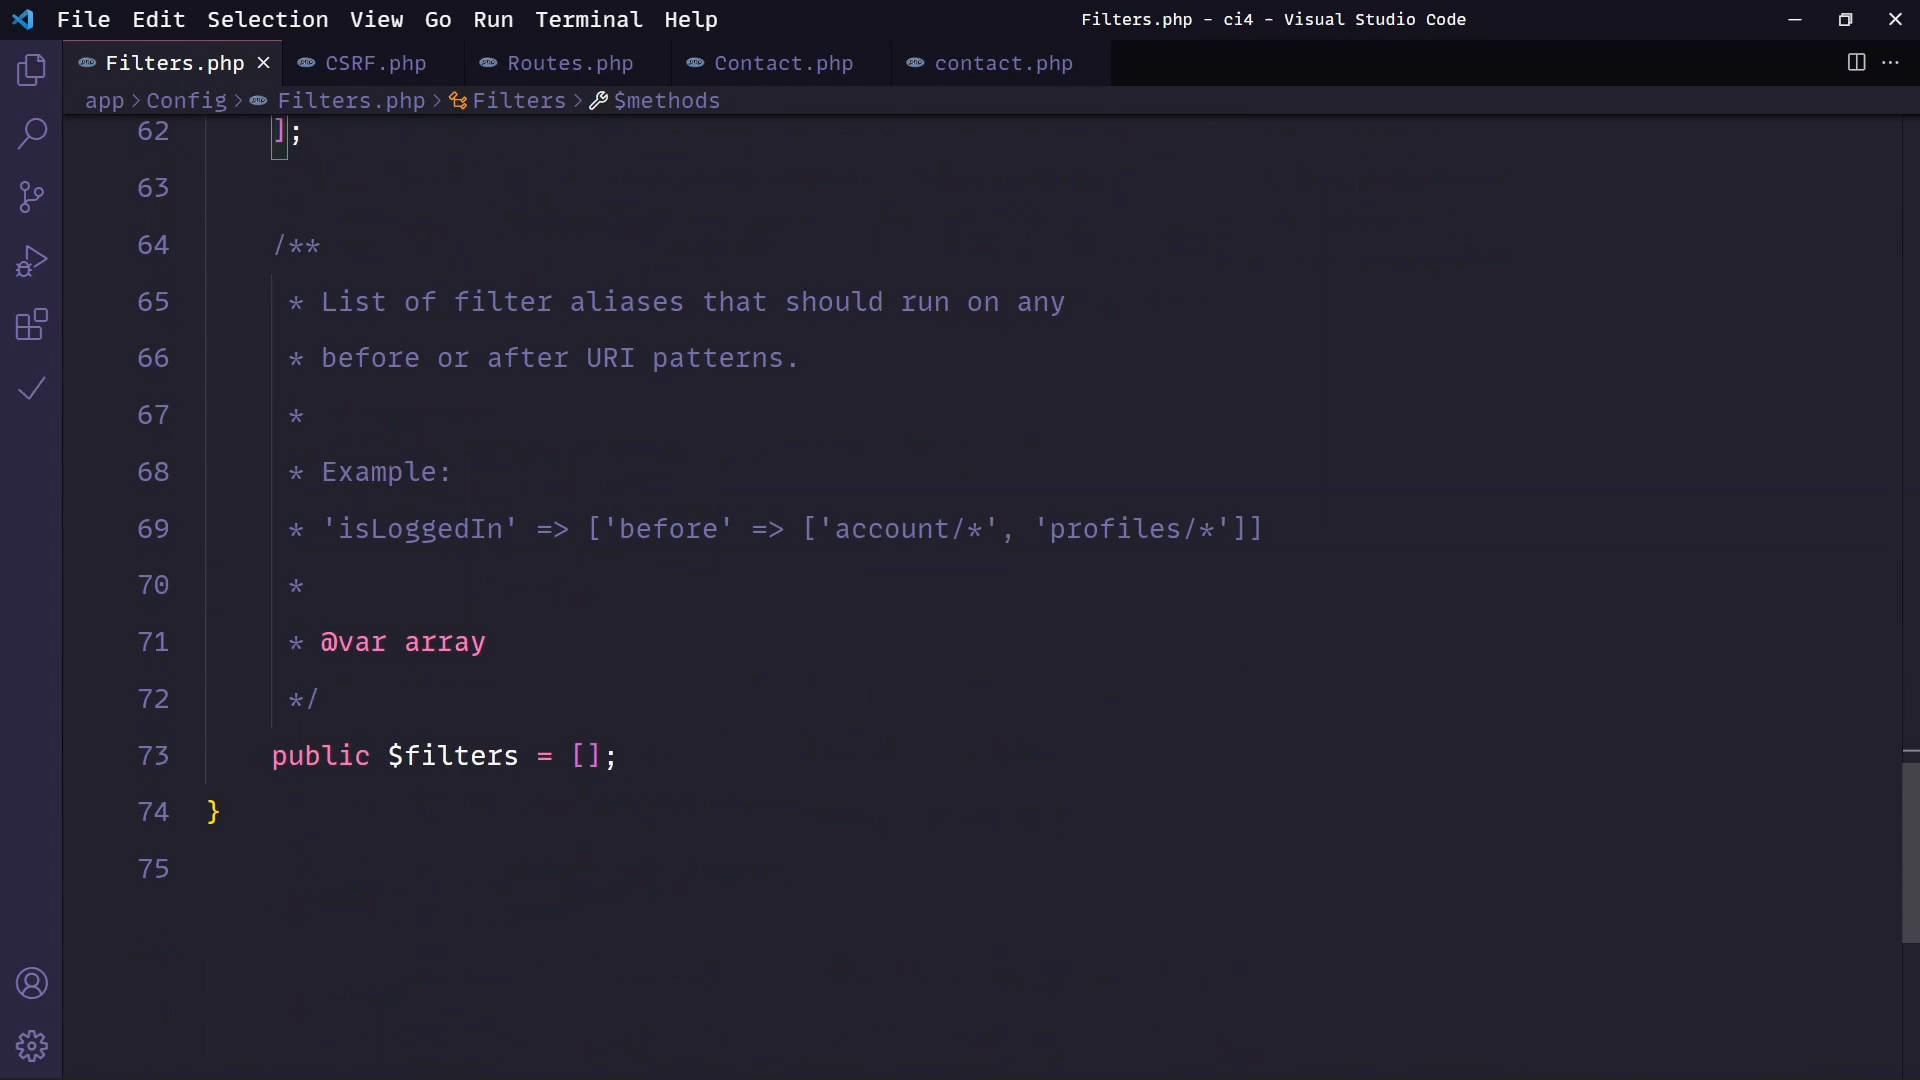 File Edit Selection View Go Run Terminal Help Filters.php - ci4 - Visual Studio Code
Filters.php CSRF.php Routes.php Contact.php contact.php
app > Config > Filters.php > Filters > $methods
62 ];
63
64 /**
65 * List of filter aliases that should run on any
66 * before or after URI patterns.
67 *
68 * Example:
69 * 'isLoggedIn' => ['before' => ['account/*', 'profiles/*']]
70 *
71 * @var array
72 */
73 public $filters = [];
74 }
75